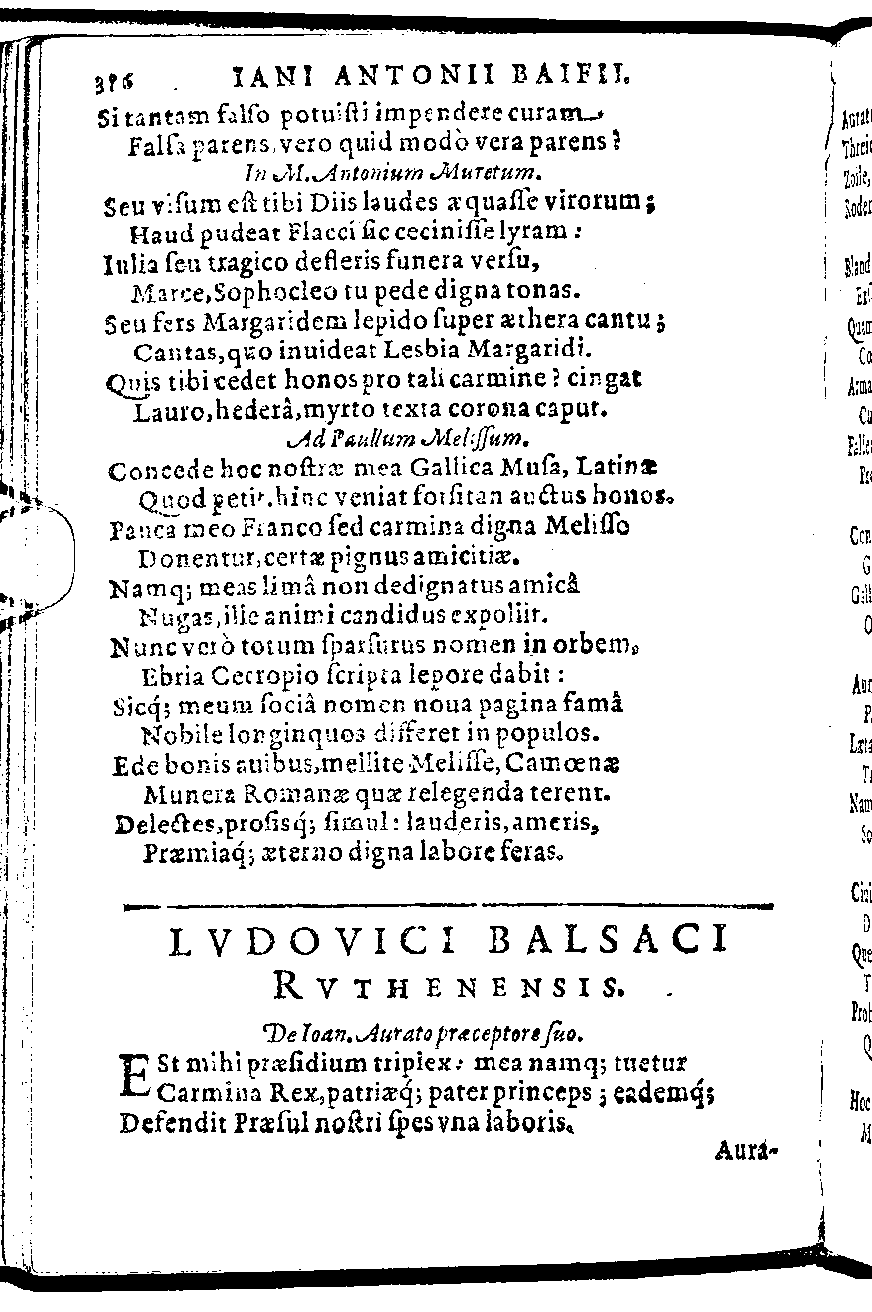 IANI ANTONII BAIFII.
Si tantam falſo potuiſti impendere curam
Falſa parens, vero quid modò vera parens?
In M. Antonium Muretum.
Seu viſum eſt tibi Diis laudes æquaſſe virorum;
Haud pudeat Flacci ſic ceciniſſe lyram:
Iulia ſeu tragico defleris funera verſu,
Marce, Sophocleo tu pede digna tonas.
Seu fers Margaridem lepido ſuper æthera cantu;
Cantas, quo inuideat Lesbia Margaridi.
Quis tibi cedet honos pro tali carmine? cingat
Lauro, hederâ, myrto texta corona caput.
Ad Paullum Meliſſum.
Concede hoc noſtræ mea Gallica Muſa, Latinæ
Quod petit. hinc veniat forſitan auctus honos.
Pauca meo Franco ſed carmina digna Meliſſo
Donentur, certæ pignus amicitiæ.
Namq; meas limâ non dedignatus amicâ
Nugas, ille animi candidus expoliit.
Nunc verò totum ſparſurus nomen in orbem,
Ebria Cecropio ſcripta lepore dabit:
Sicq́; meum ſociâ nomen noua pagina famâ
Nobile longinquos differet in populos.
Ede bonis auibus, mellite Meliſſe, Camœnæ
Munera Romanæ quæ relegenda terent.
Delectes, proſisq́; ſimul: lauderis, ameris,
Præmiaq́; æterno digna labore feras.
LVDOVICI BALSACI
RVTHENENSIS.
De Ioan. Aurato præceptore ſuo.
ESt mihi præſidium triplex: mea namq; tuetur
Carmina Rex, patriæq́; pater princeps; eademq́;
Defendit Præſul noſtri ſpes vna laboris.
Aura-